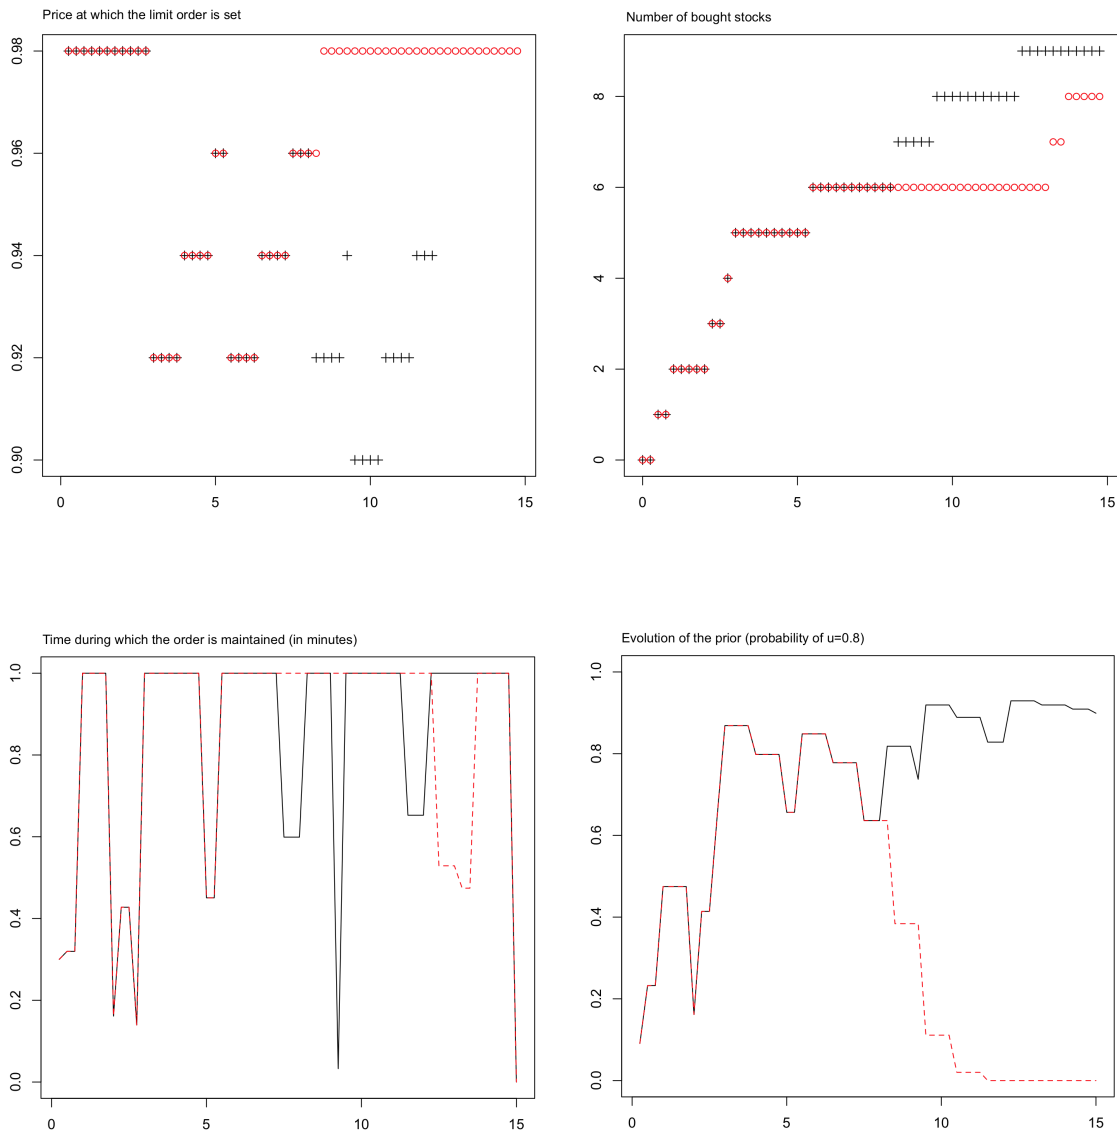 Price at which the limit order is set
0.98
0.96
0.94
0.92
0.90
0 5 10 15
Number of bought stocks
8
6
4
2
0
0 5 10 15
Time during which the order is maintained (in minutes)
1.0
0.8
0.6
0.4
0.2
0.0
0 5 10 15
Evolution of the prior (probability of u=0.8)
1.0
0.8
0.6
0.4
0.2
0.0
0 5 10 15